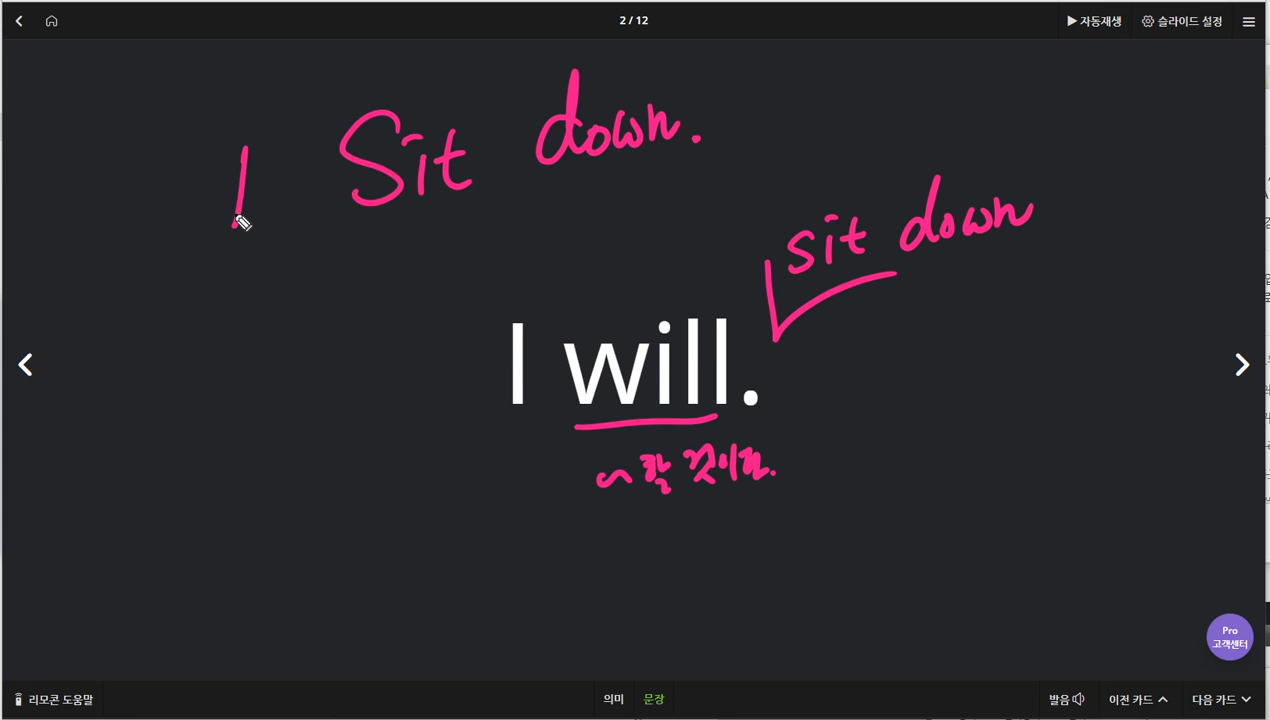 2 / 12
▶ 자동재생
슬라이드 설정
I Sit down.
sit down
I will.
~할 것이다.
Pro
고객센터
리모콘 도움말
의미
문장
발음
이전 카드
다음 카드